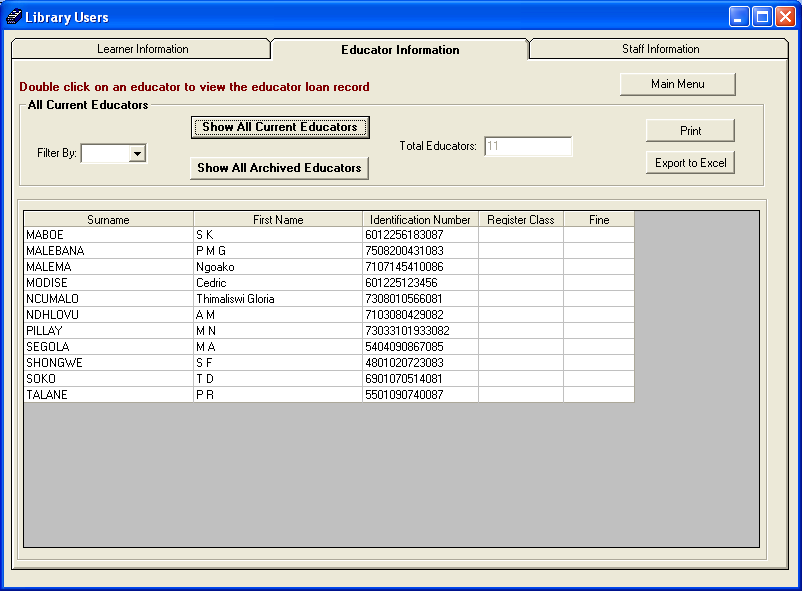 Library Users
Learner Information Educator Information Staff Information
Double click on an educator to view the educator loan record
Main Menu
All Current Educators
Show All Current Educators
Filter By:
Total Educators: 11
Print
Show All Archived Educators
Export to Excel
Surname First Name Identification Number Register Class Fine
MABOE S K 6012256183087
MALEBANA P M G 7508200431083
MALEMA Ngoako 7107145410086
MODISE Cedric 601225123456
NCUMALO Thimaliswi Gloria 7308010566081
NDHLOVU A M 7103080429082
PILLAY M N 73033101933082
SEGOLA M A 5404090867085
SHONGWE S F 4801020723083
SOKO T D 6901070514081
TALANE P R 5501090740087